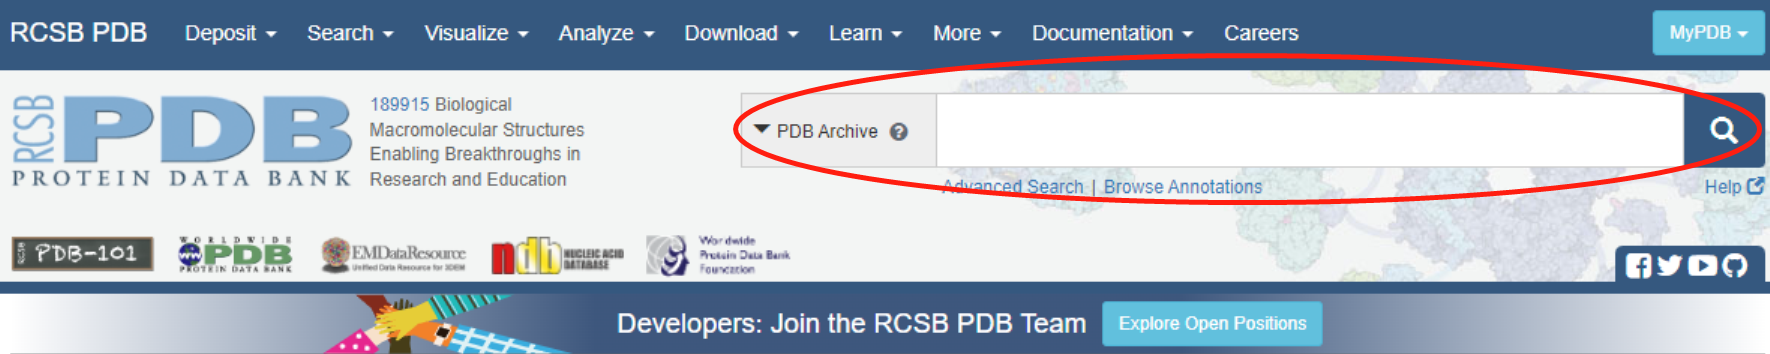 RCSB PDB Deposit Search Visualize Analyze Download Learn More Documentation Careers MyPDB
RCSB
PDB
PROTEIN DATA BANK
189915 Biological
Macromolecular Structures
Enabling Breakthroughs in
Research and Education
PDB Archive ?
Advanced Search | Browse Annotations
Help
RCSB PDB-101
WORLDWIDE
PDB
PROTEIN DATA BANK
EMDataResource
Unified Data Resource for 3DEM
ndb
NUCLEIC ACID
DATABASE
Worldwide
Protein Data Bank
Foundation
Developers: Join the RCSB PDB Team Explore Open Positions